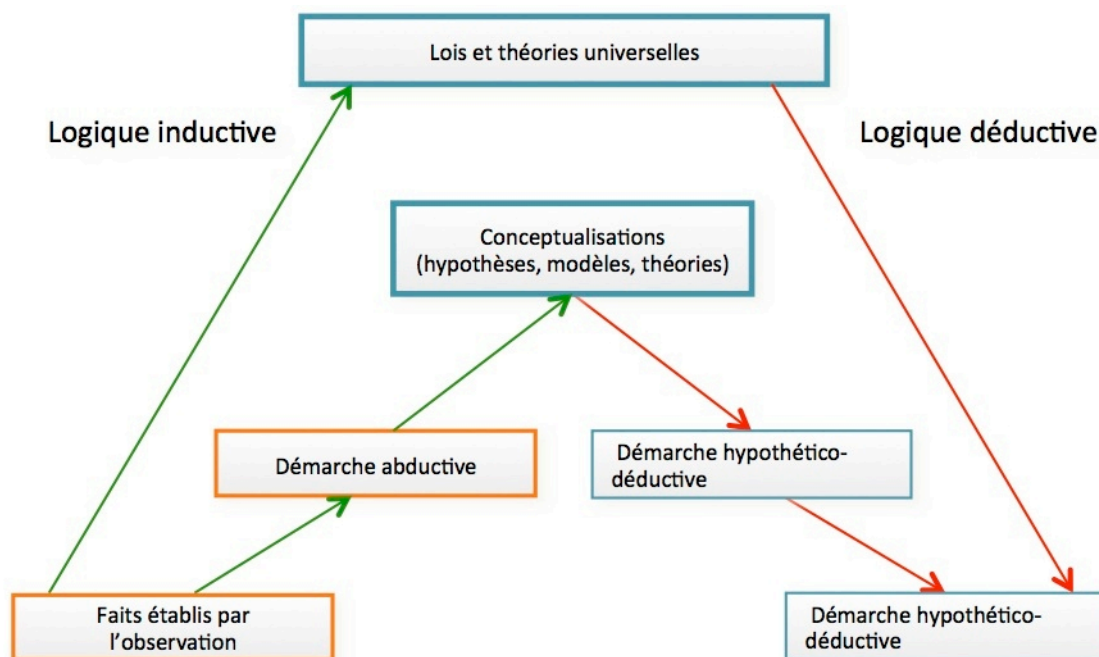 Lois et théories universelles
Logique inductive
Logique déductive
Conceptualisations
(hypothèses, modèles, théories)
Démarche abductive
Démarche hypothético-
déductive
Faits établis par
l’observation
Démarche hypothético-
déductive